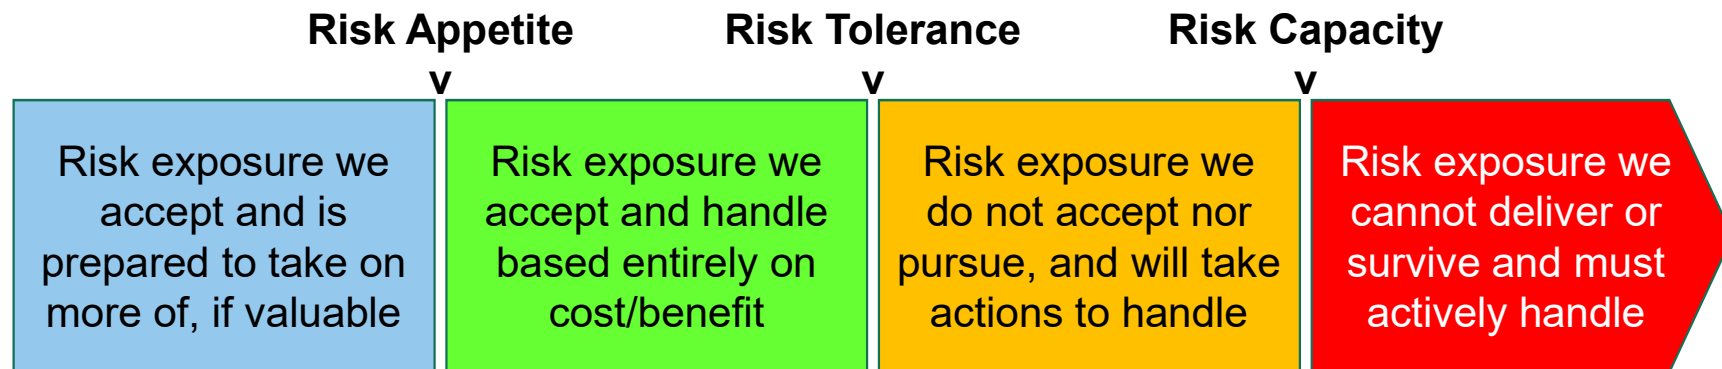 Risk Appetite
Risk Tolerance
Risk Capacity
v
v
v
Risk exposure we
accept and is
prepared to take on
more of, if valuable
Risk exposure we
accept and handle
based entirely on
cost/benefit
Risk exposure we
do not accept nor
pursue, and will take
actions to handle
Risk exposure we
cannot deliver or
survive and must
actively handle